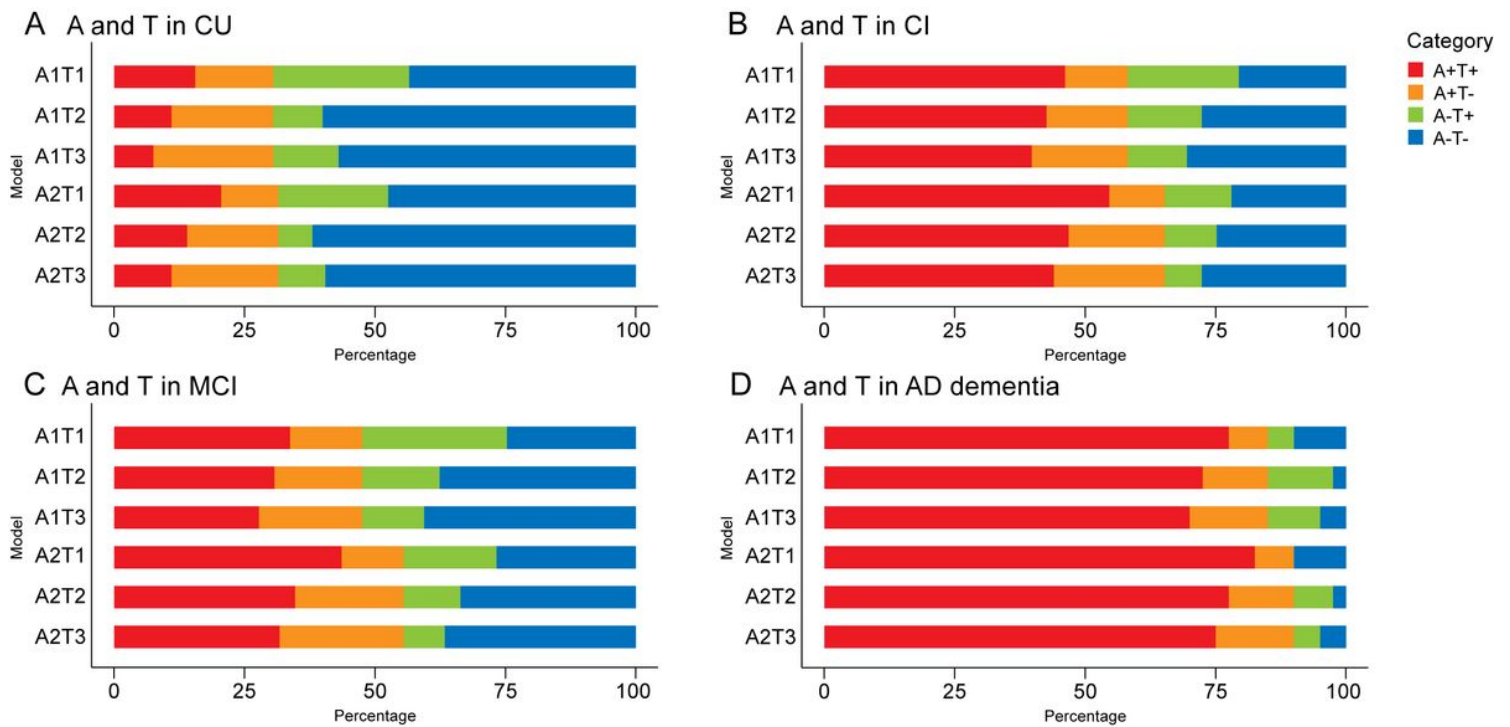 A A and T in CU
Model
A1T1
A1T2
A1T3
A2T1
A2T2
A2T3
0 25 50 75 100
Percentage
B A and T in CI
Model
A1T1
A1T2
A1T3
A2T1
A2T2
A2T3
0 25 50 75 100
Percentage
Category
A+T+
A+T-
A-T+
A-T-
C A and T in MCI
Model
A1T1
A1T2
A1T3
A2T1
A2T2
A2T3
0 25 50 75 100
Percentage
D A and T in AD dementia
Model
A1T1
A1T2
A1T3
A2T1
A2T2
A2T3
0 25 50 75 100
Percentage